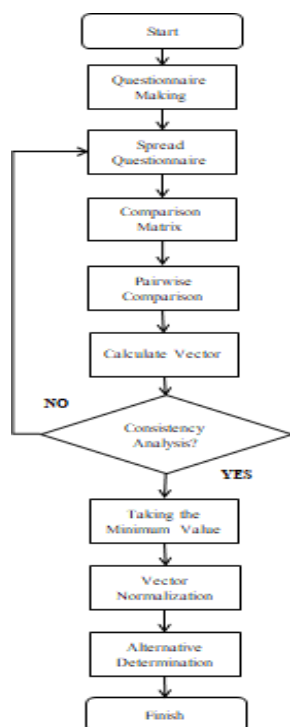 Start
Questionnaire
Making
Spread
Questionnaire
Comparison
Matrix
Pairwise
Comparison
Calculate Vector
NO
Consistency
Analysis?
YES
Taking the
Minimum Value
Vector
Normalization
Alternative
Determination
Finish